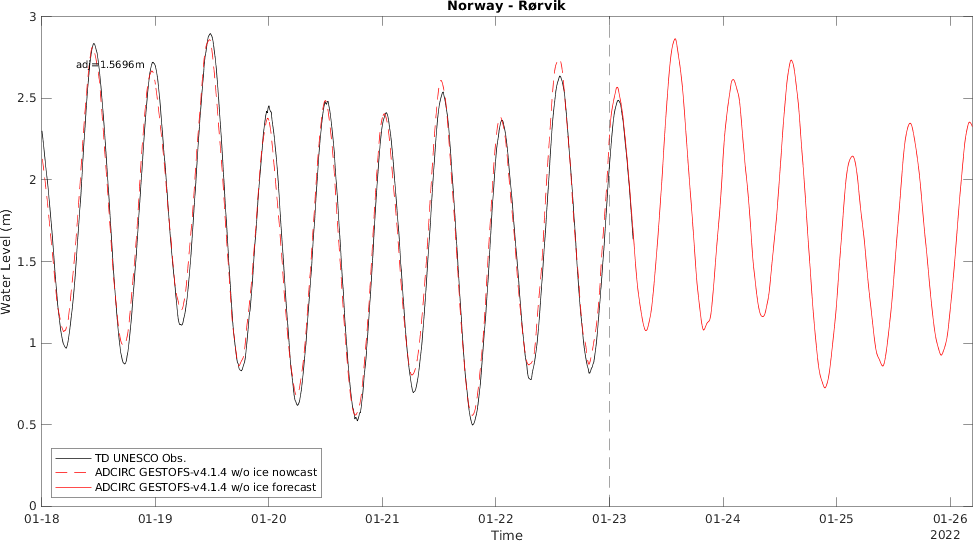 Norway - Rørvik
adj=1.5696m
3
2.5
2
1.5
1
0.5
0
Water Level (m)
TD UNESCO Obs.
ADCIRC GESTOFS-v4.1.4 w/o ice nowcast
ADCIRC GESTOFS-v4.1.4 w/o ice forecast
01-18 01-19 01-20 01-21 01-22 01-23 01-24 01-25 01-26
Time
2022